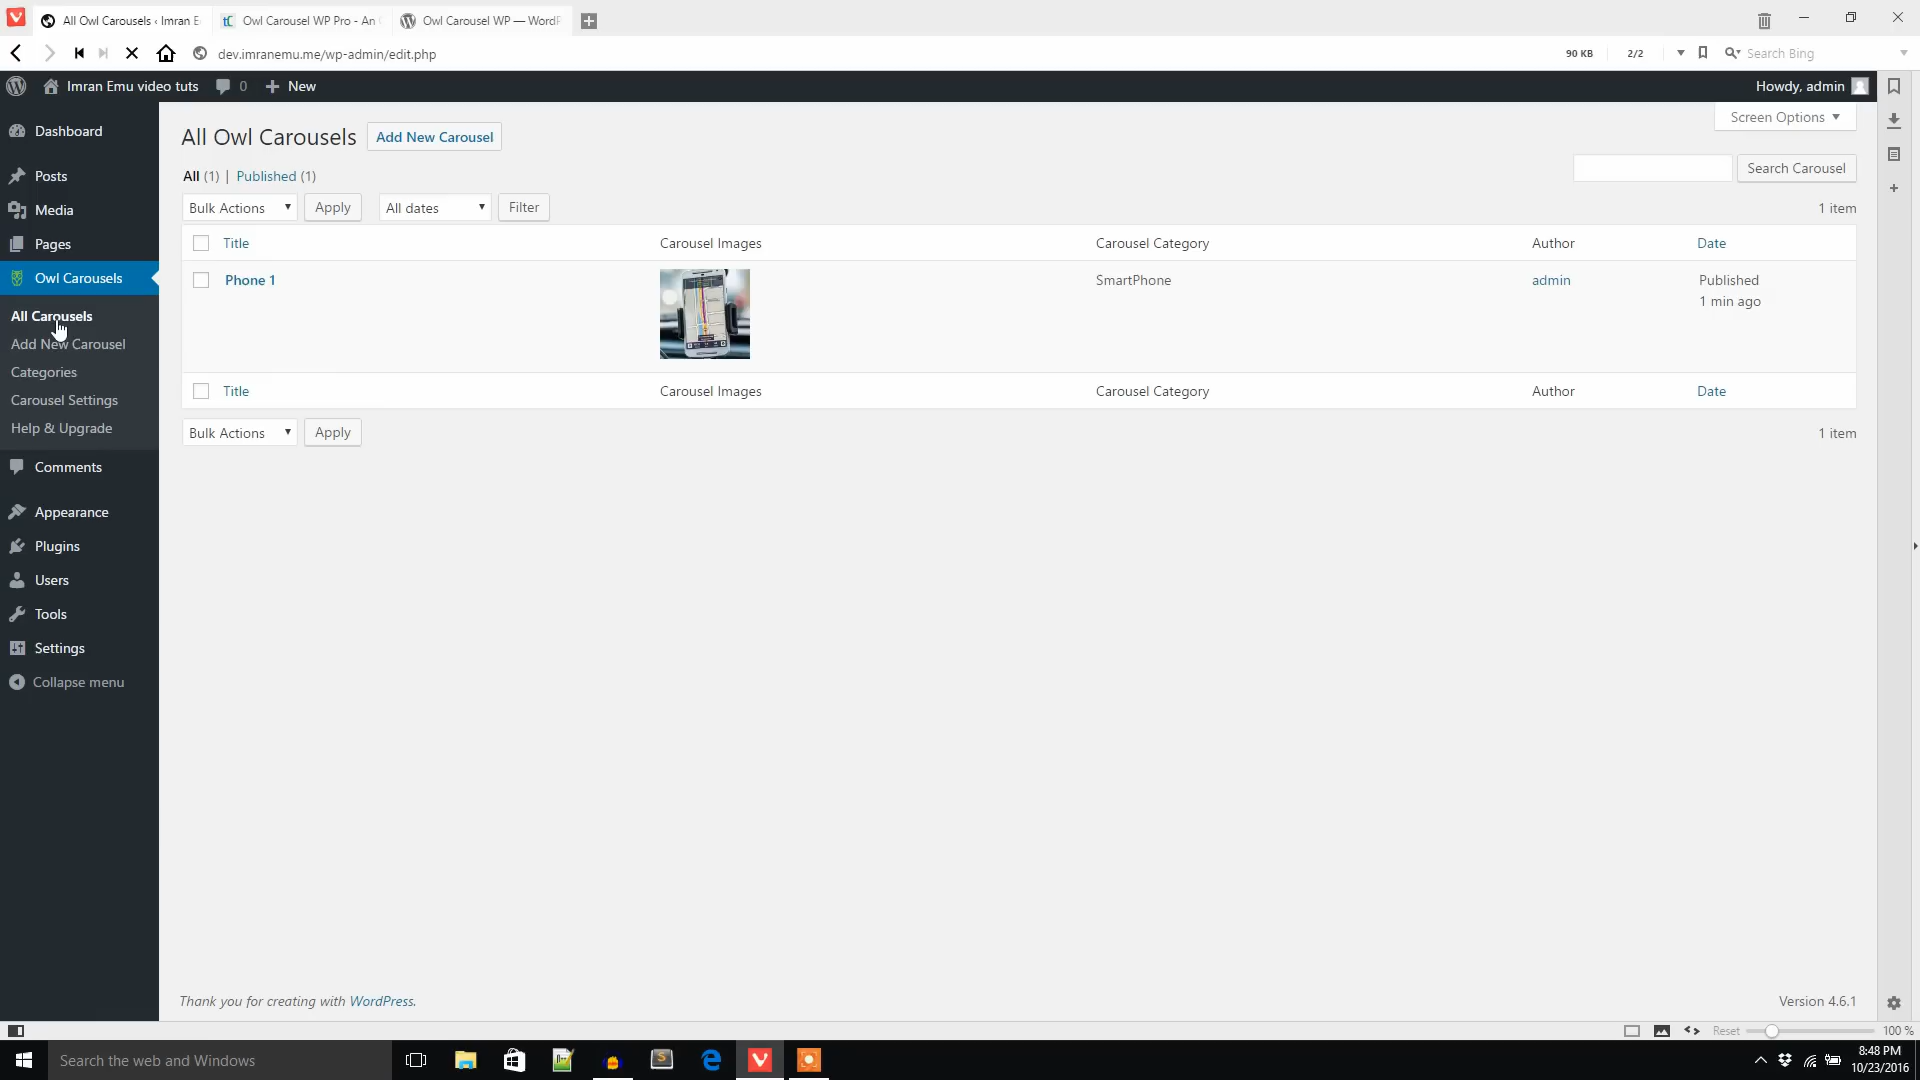 All Owl Carousels ‹ Imran E
Owl Carousel WP Pro - An
Owl Carousel WP — WordP
dev.imranemu.me/wp-admin/edit.php
90 KB
2/2
Search Bing
Imran Emu video tuts
0
New
Howdy, admin
Dashboard
Posts
Media
Pages
Owl Carousels
All Carousels
Add New Carousel
Categories
Carousel Settings
Help & Upgrade
Comments
Appearance
Plugins
Users
Tools
Settings
Collapse menu
Screen Options
All Owl Carousels
Add New Carousel
All (1) | Published (1)
Search Carousel
Bulk Actions
Apply
All dates
Filter
1 item
Title
Carousel Images
Carousel Category
Author
Date
Phone 1
SmartPhone
admin
Published
1 min ago
Title
Carousel Images
Carousel Category
Author
Date
Bulk Actions
Apply
1 item
Thank you for creating with WordPress.
Version 4.6.1
Reset
100 %
Search the web and Windows
8:48 PM
10/23/2016